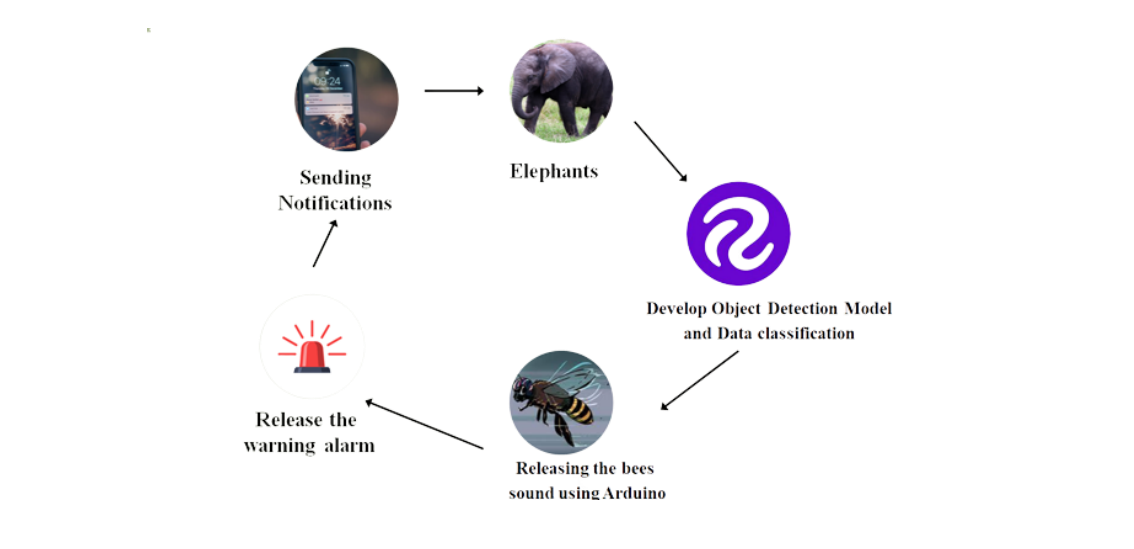 09:24
Elephants
Sending
Notifications
Develop Object Detection Model
and Data classification
Release the
warning alarm
Releasing the bees
sound using Arduino